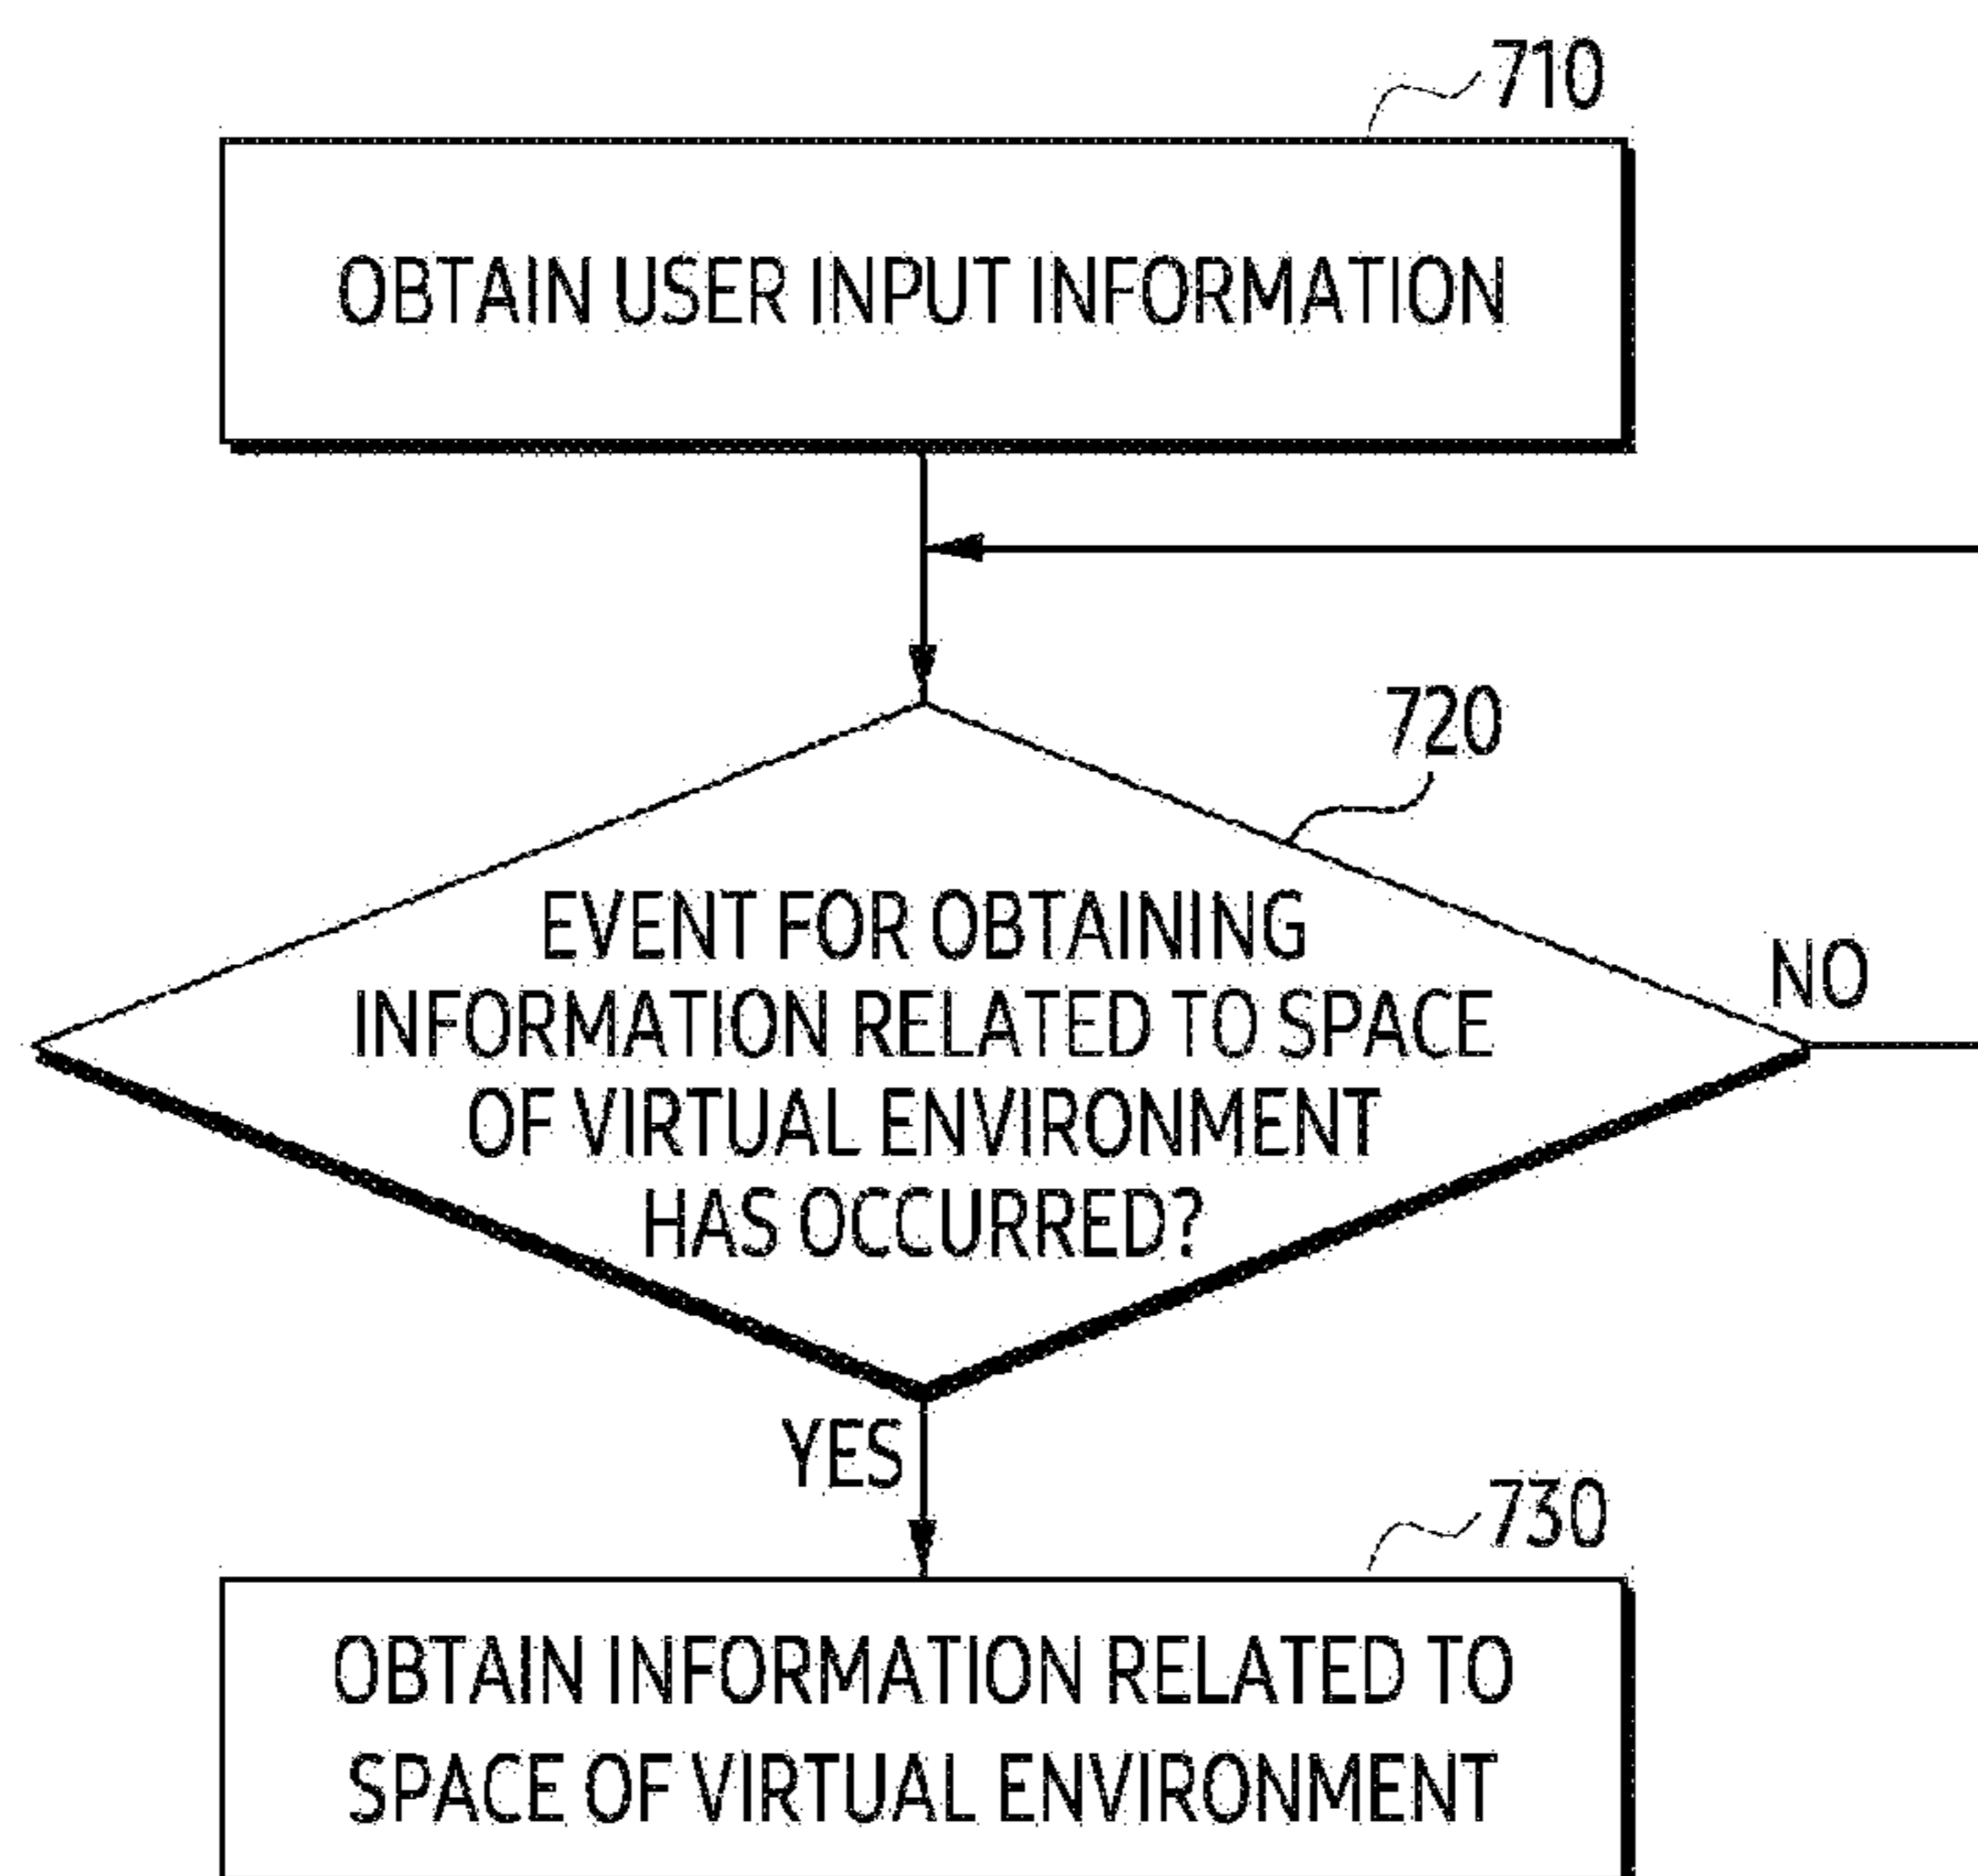 710
OBTAIN USER INPUT INFORMATION
720
EVENT FOR OBTAINING
INFORMATION RELATED TO SPACE
OF VIRTUAL ENVIRONMENT
HAS OCCURRED?
NO
YES
730
OBTAIN INFORMATION RELATED TO
SPACE OF VIRTUAL ENVIRONMENT